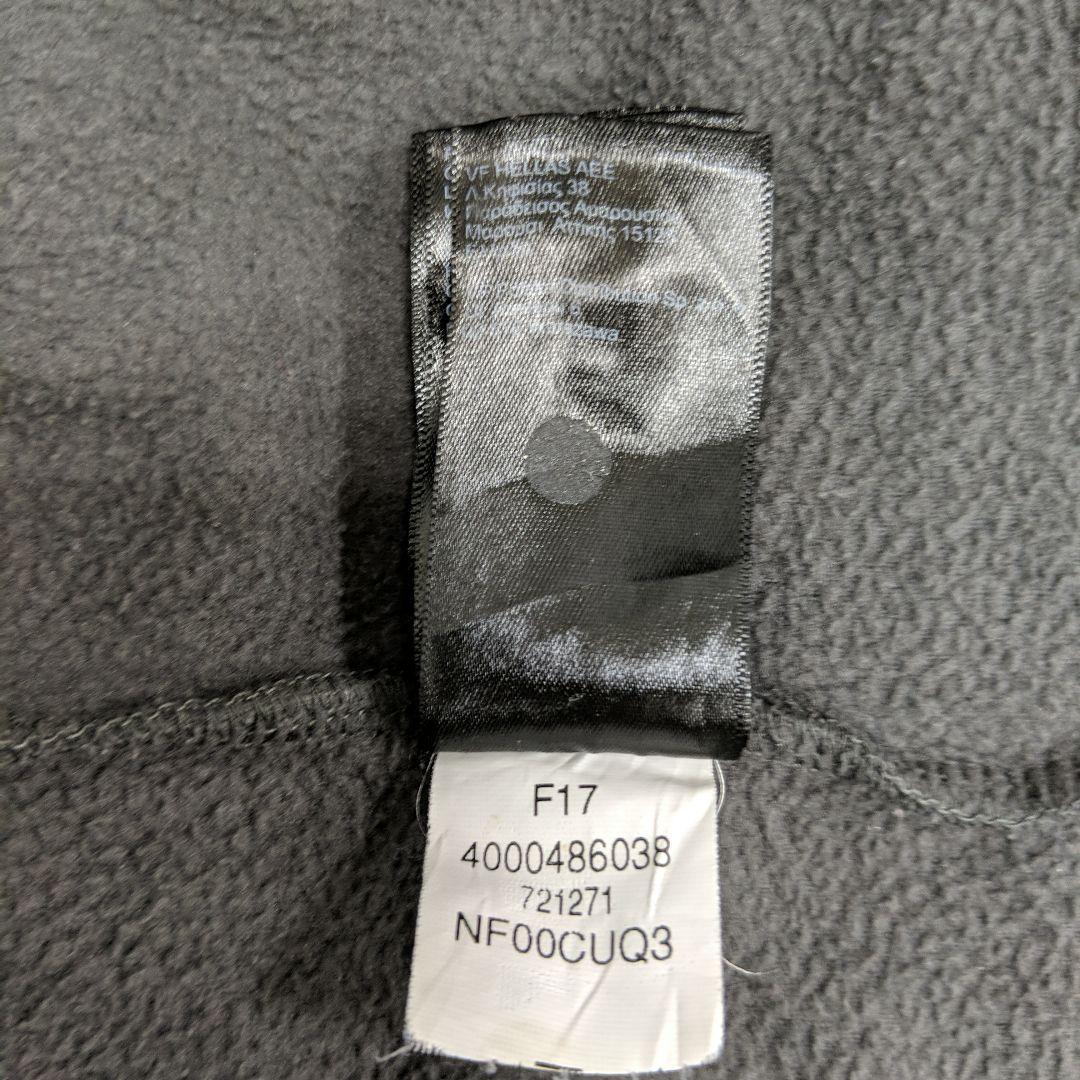 VF HELLAS AEE
Λ.Κηφισίας 38
Παράδεισος Αμαρουσίου
Μαρούσι Αττικής 15125
F17
4000486038
721271
NF00CUQ3